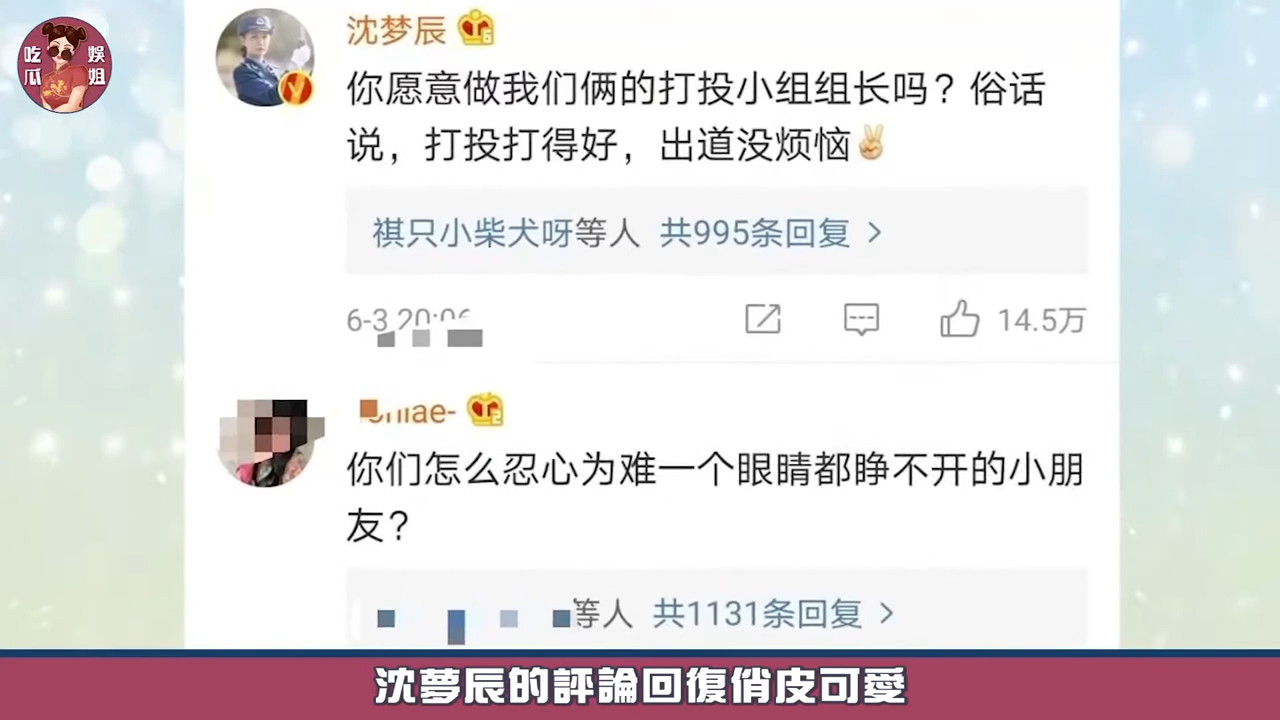 吃瓜
娱姐
沈梦辰
你愿意做我们俩的打投小组组长吗？俗话
说，打投打得好，出道没烦恼✌
祺只小柴犬呀等人 共995条回复 >
6-3 20:06
14.5万
你们怎么忍心为难一个眼睛都睁不开的小朋
友？
等人 共1131条回复 >
沈夢辰的評論回復俏皮可愛